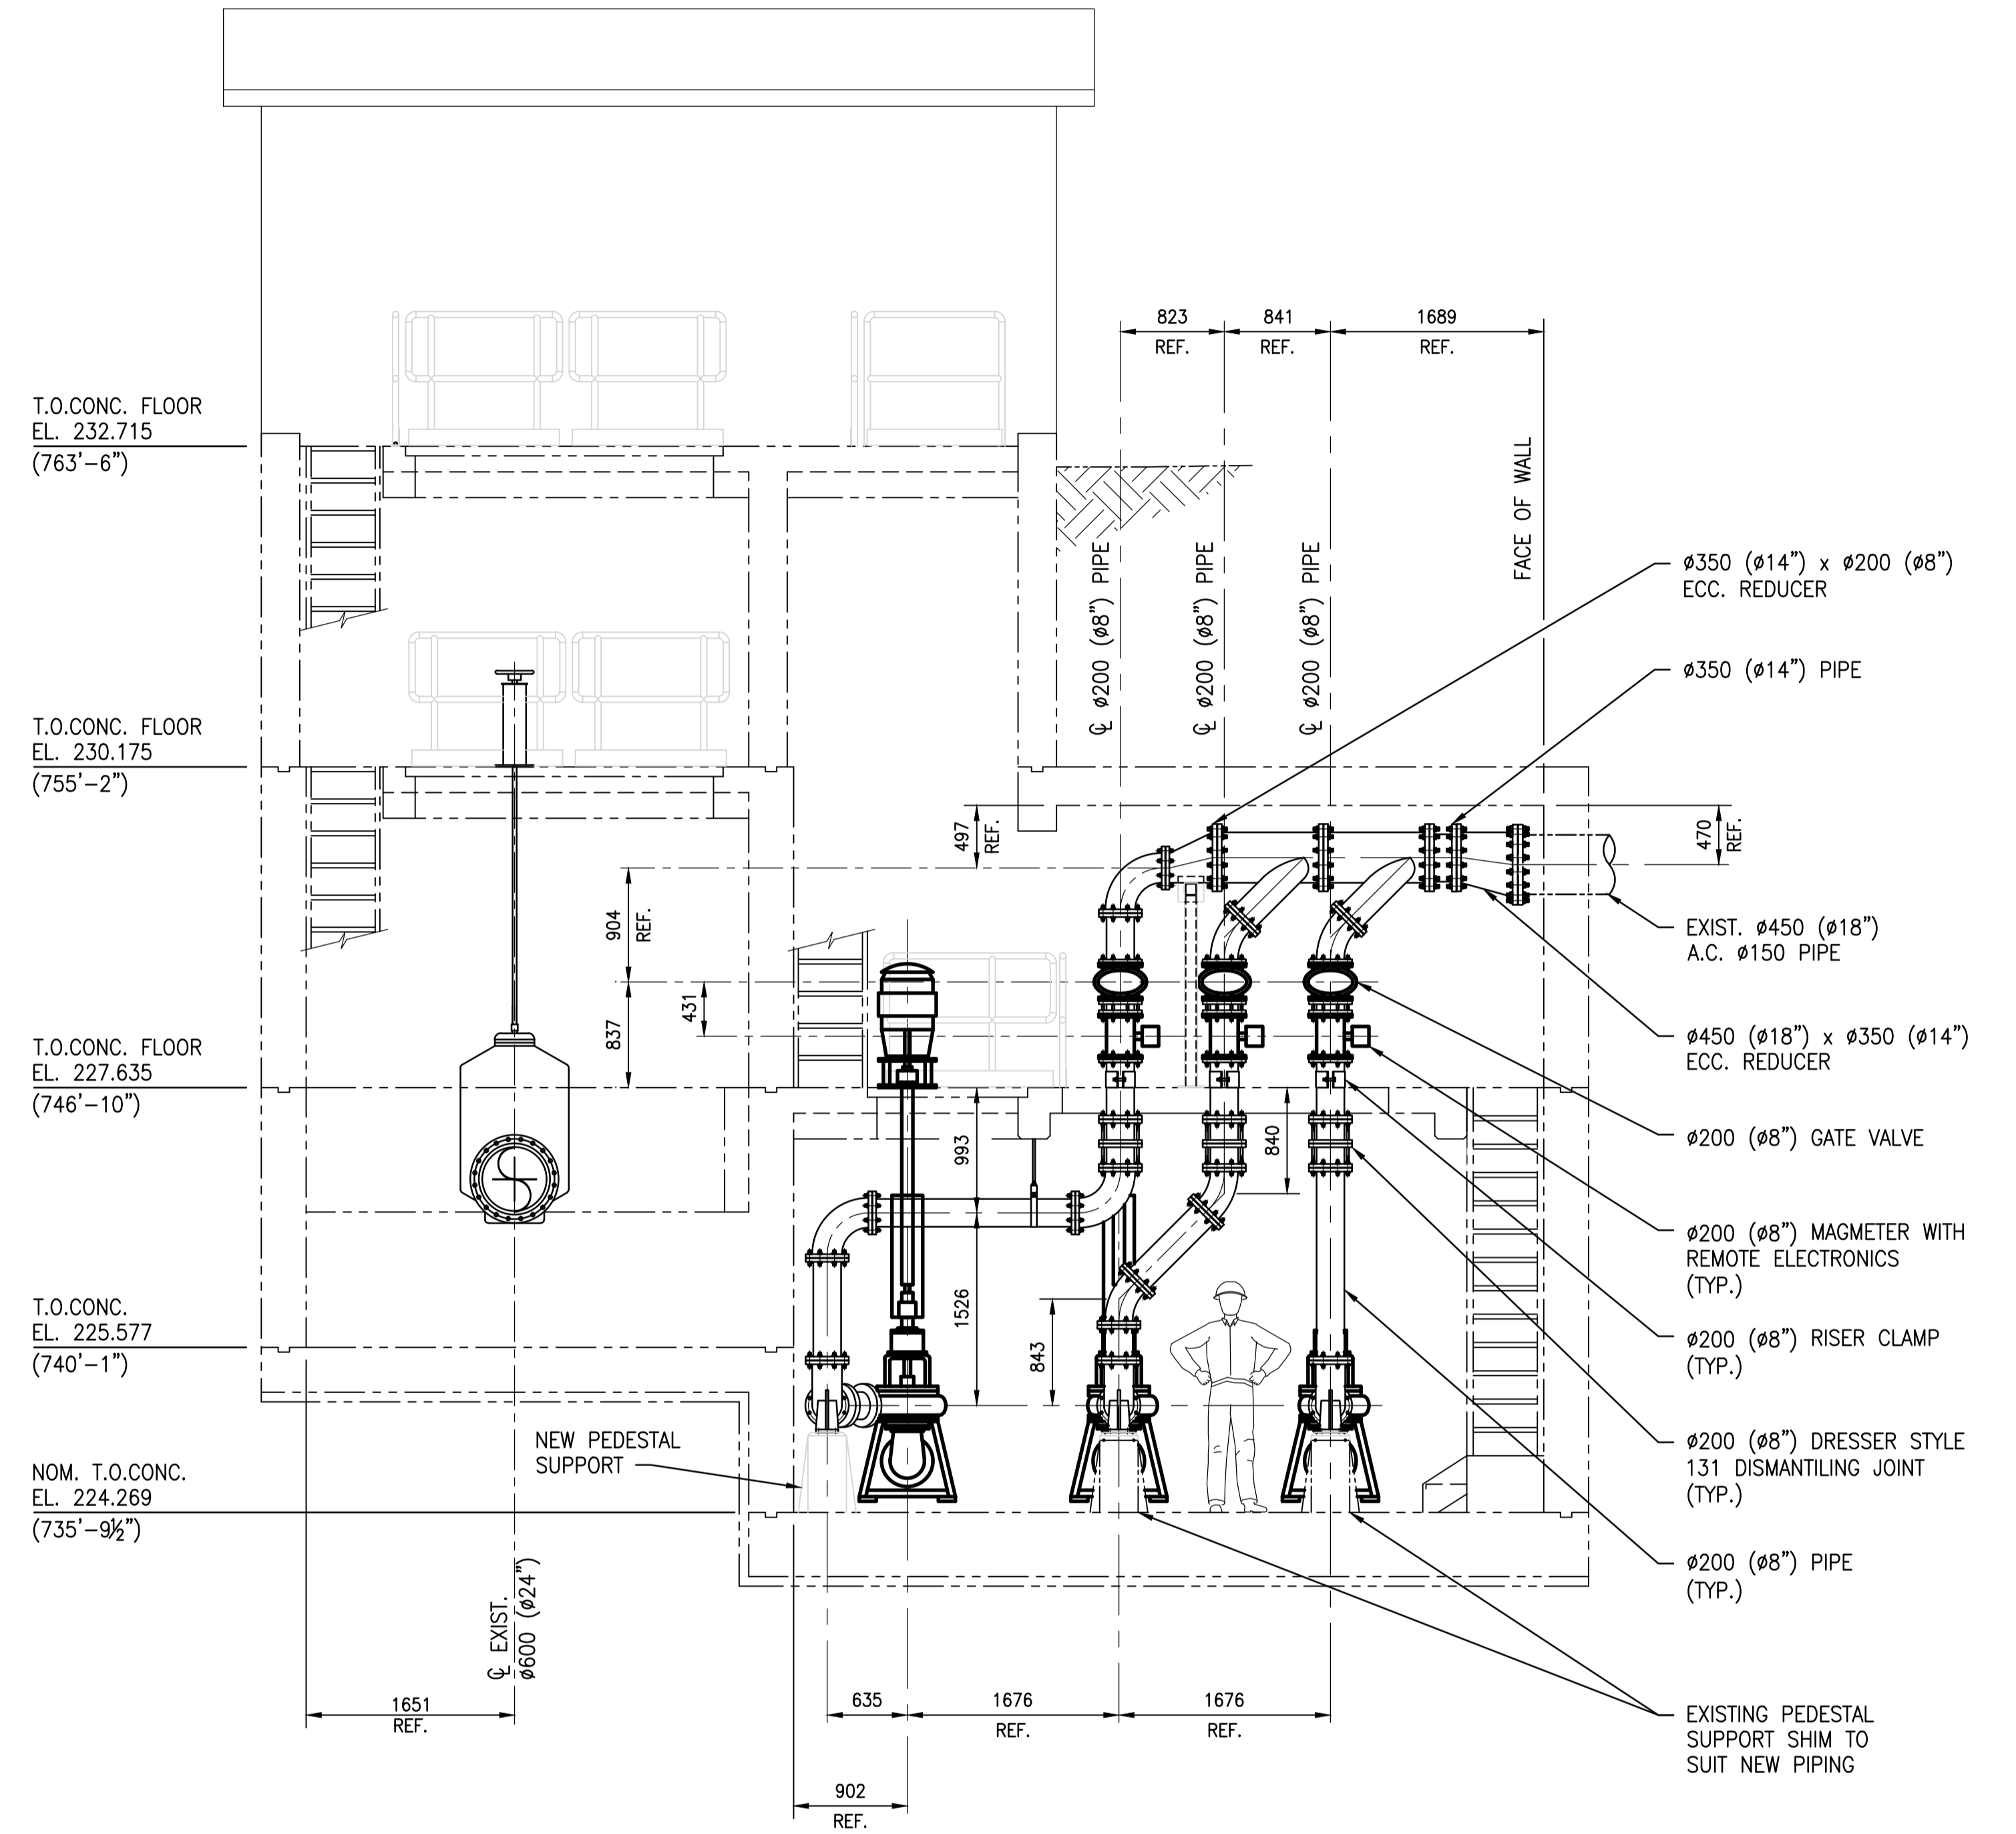 823
REF.
841
REF.
1689
REF.
T.O.CONC. FLOOR
EL. 232.715
(763'-6")
FACE OF WALL
℄ ø200 (ø8") PIPE
℄ ø200 (ø8") PIPE
℄ ø200 (ø8") PIPE
ø350 (ø14") x ø200 (ø8")
ECC. REDUCER
ø350 (ø14") PIPE
T.O.CONC. FLOOR
EL. 230.175
(755'-2")
497
REF.
470
REF.
904
REF.
EXIST. ø450 (ø18")
A.C. ø150 PIPE
431
837
T.O.CONC. FLOOR
EL. 227.635
(746'-10")
ø450 (ø18") x ø350 (ø14")
ECC. REDUCER
993
840
ø200 (ø8") GATE VALVE
ø200 (ø8") MAGMETER WITH
REMOTE ELECTRONICS
(TYP.)
T.O.CONC.
EL. 225.577
(740'-1")
1526
843
ø200 (ø8") RISER CLAMP
(TYP.)
NEW PEDESTAL
SUPPORT
ø200 (ø8") DRESSER STYLE
131 DISMANTILING JOINT
(TYP.)
NOM. T.O.CONC.
EL. 224.269
(735'-9½")
ø200 (ø8") PIPE
(TYP.)
℄ EXIST.
ø600 (ø24")
1651
REF.
635
1676
REF.
1676
REF.
EXISTING PEDESTAL
SUPPORT SHIM TO
SUIT NEW PIPING
902
REF.